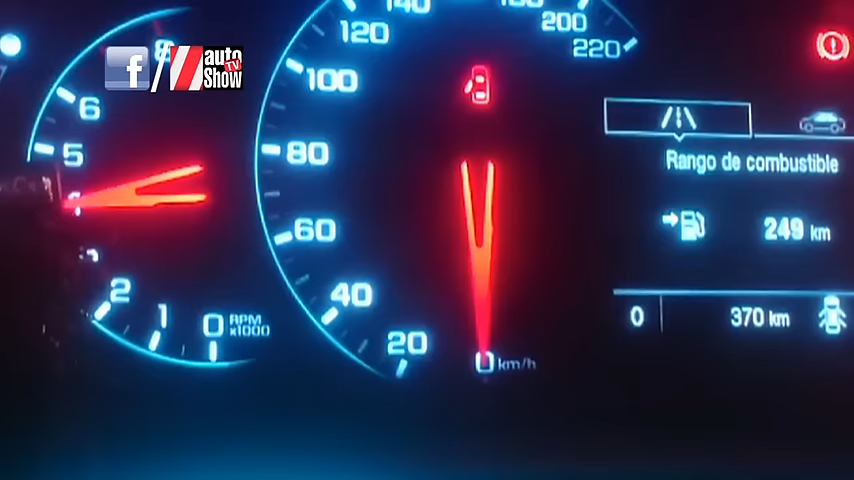 140
120
100
80
60
40
20
0 km/h
200
220
8
6
5
2
1
0
RPM
x1000
f
auto
TV
Show
Rango de combustible
249 km
0
370 km